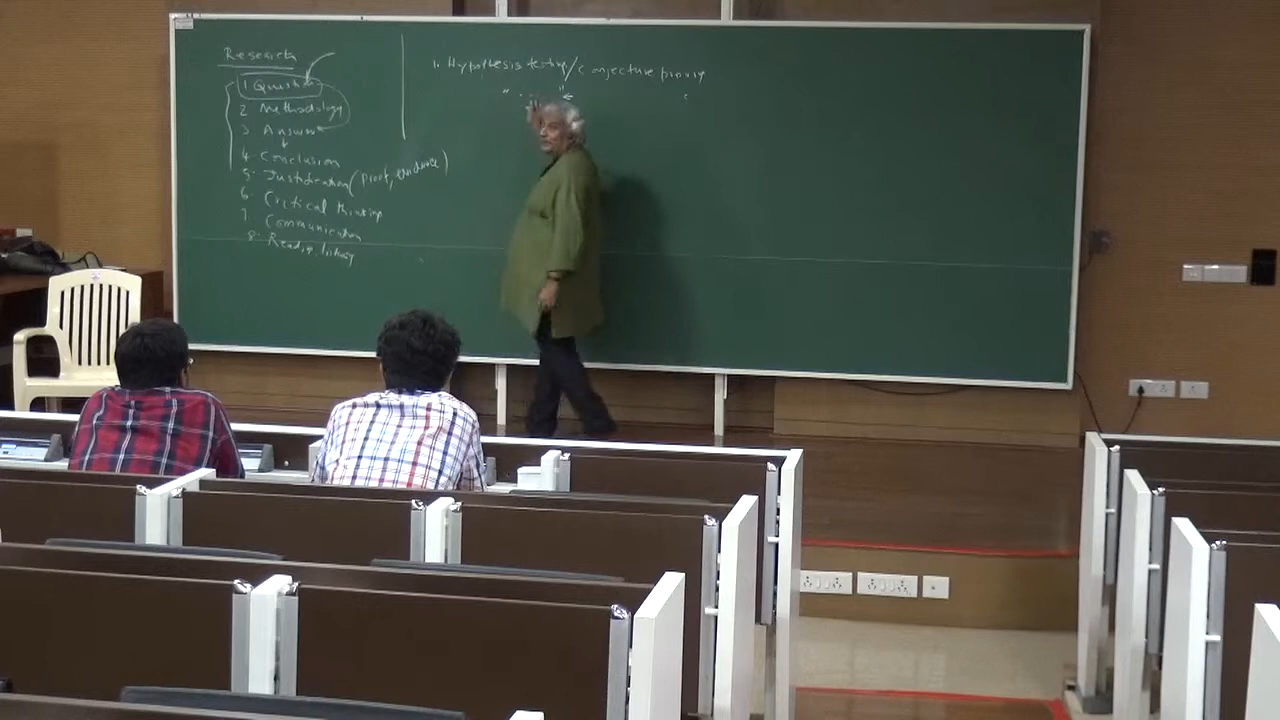 Research
1 Question
2 Methodology
3 Answer
4. Conclusion
5. Justification (proof, evidence)
6 Critical thinking
7 Communication
8. Reading, listing
1. Hypothesis testing / Conjecture proving